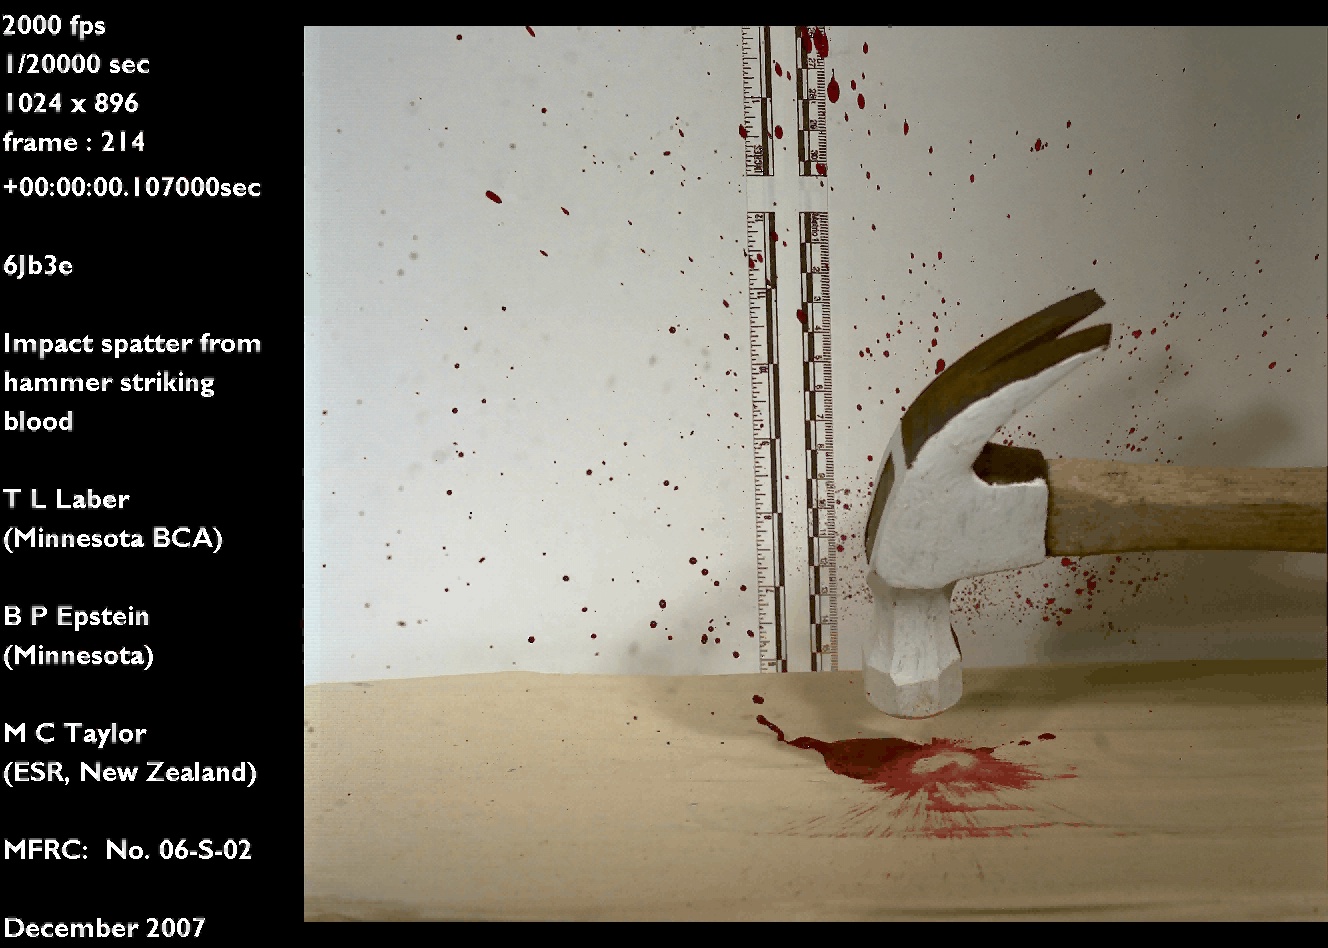 2000 fps
1/20000 sec
1024 x 896
frame : 214
+00:00:00.107000sec
6Jb3e
Impact spatter from
hammer striking
blood
T L Laber
(Minnesota BCA)
B P Epstein
(Minnesota)
M C Taylor
(ESR, New Zealand)
MFRC:  No. 06-S-02
December 2007
INCHES